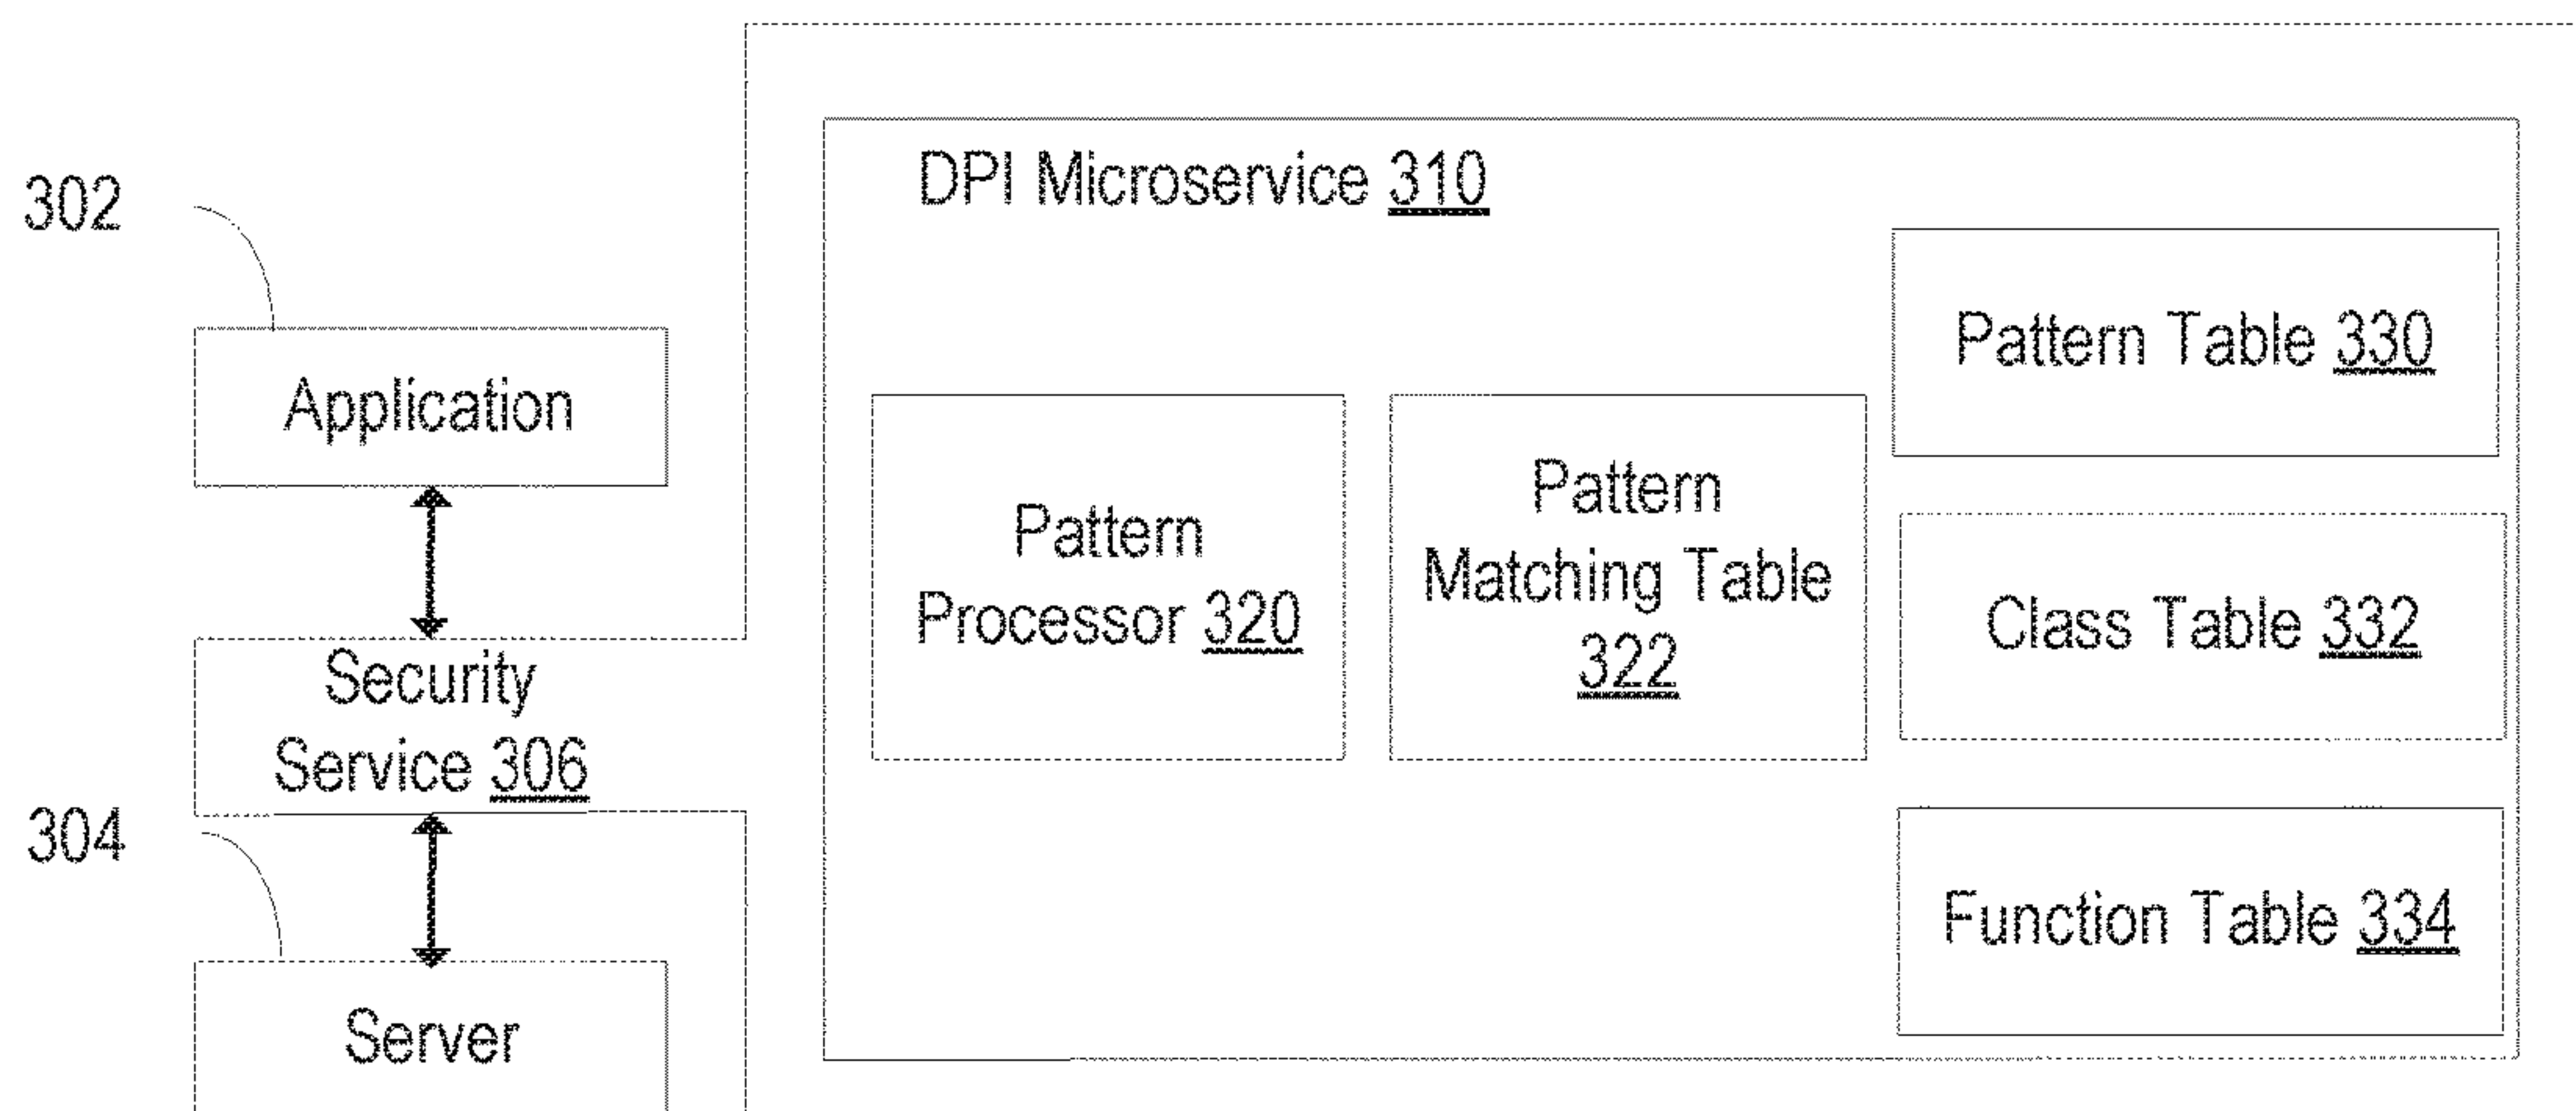 302
Application
Security
Service 306
304
Server
DPI Microservice 310
Pattern
Processor 320
Pattern
Matching Table
322
Pattern Table 330
Class Table 332
Function Table 334